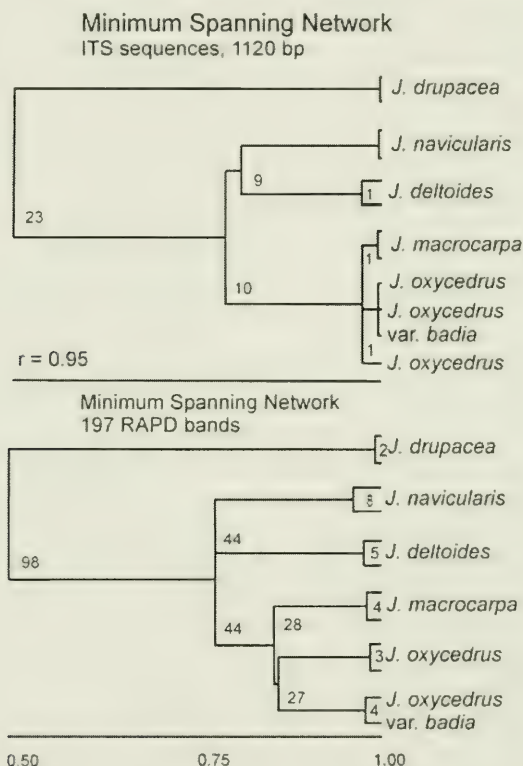 Minimum Spanning Network
ITS sequences, 1120 bp
J. drupacea
J. navicularis
9
1 J. deltoides
23
J. macrocarpa
1
J. oxycedrus
10
J. oxycedrus
var. badia
1
J. oxycedrus
r = 0.95
Minimum Spanning Network
197 RAPD bands
2 J. drupacea
8 J. navicularis
44
5 J. deltoides
98
4 J. macrocarpa
44
28
3 J. oxycedrus
27
4 J. oxycedrus
var. badia
0.50 0.75 1.00